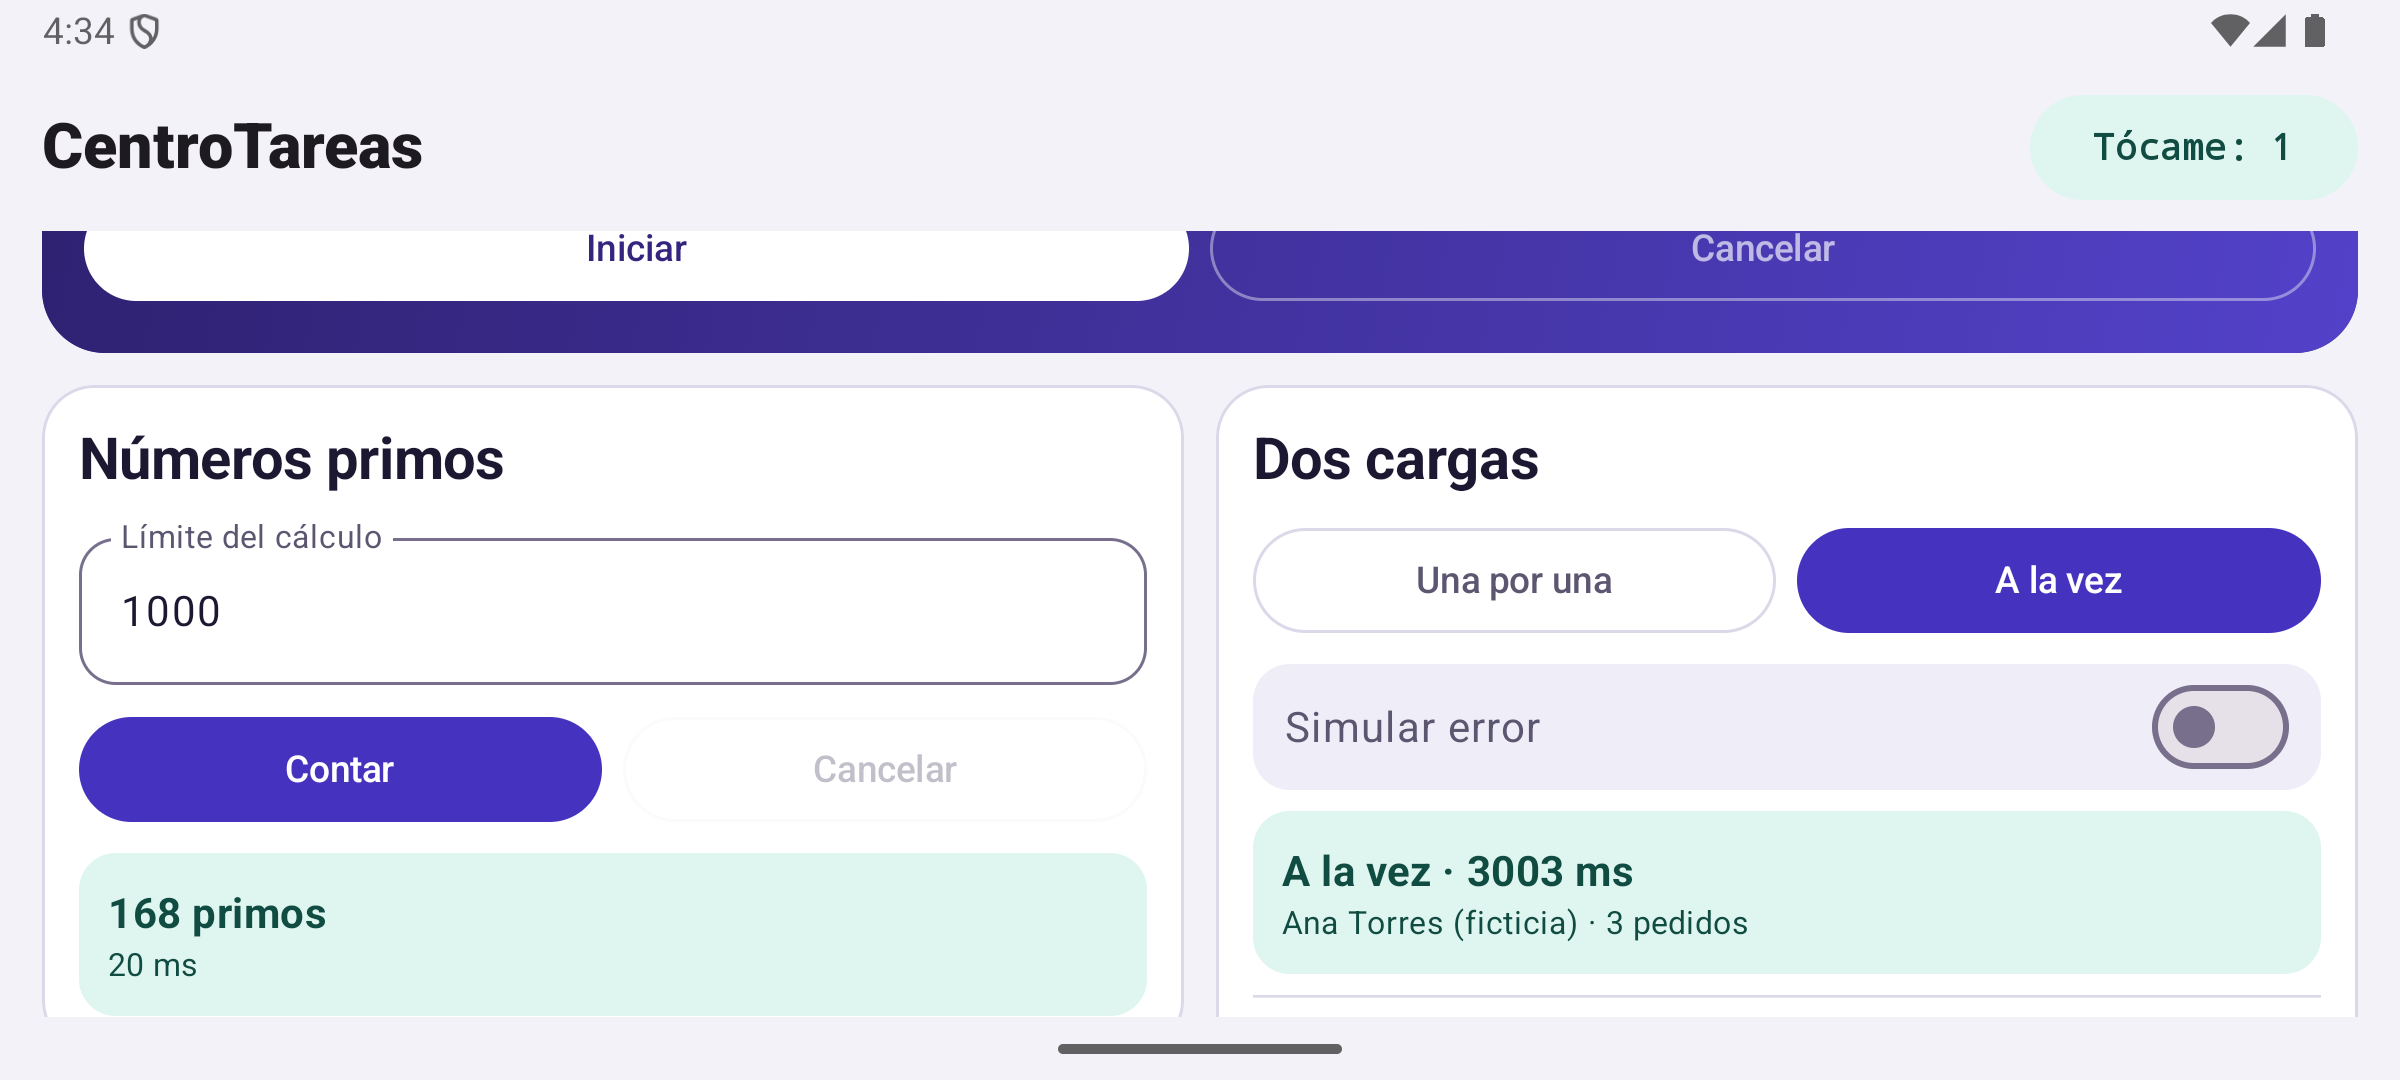 4:34
CentroTareas
Tócame: 1
Iniciar
Cancelar
Números primos
Límite del cálculo
1000
Contar
Cancelar
168 primos
20 ms
Dos cargas
Una por una
A la vez
Simular error
A la vez · 3003 ms
Ana Torres (ficticia) · 3 pedidos